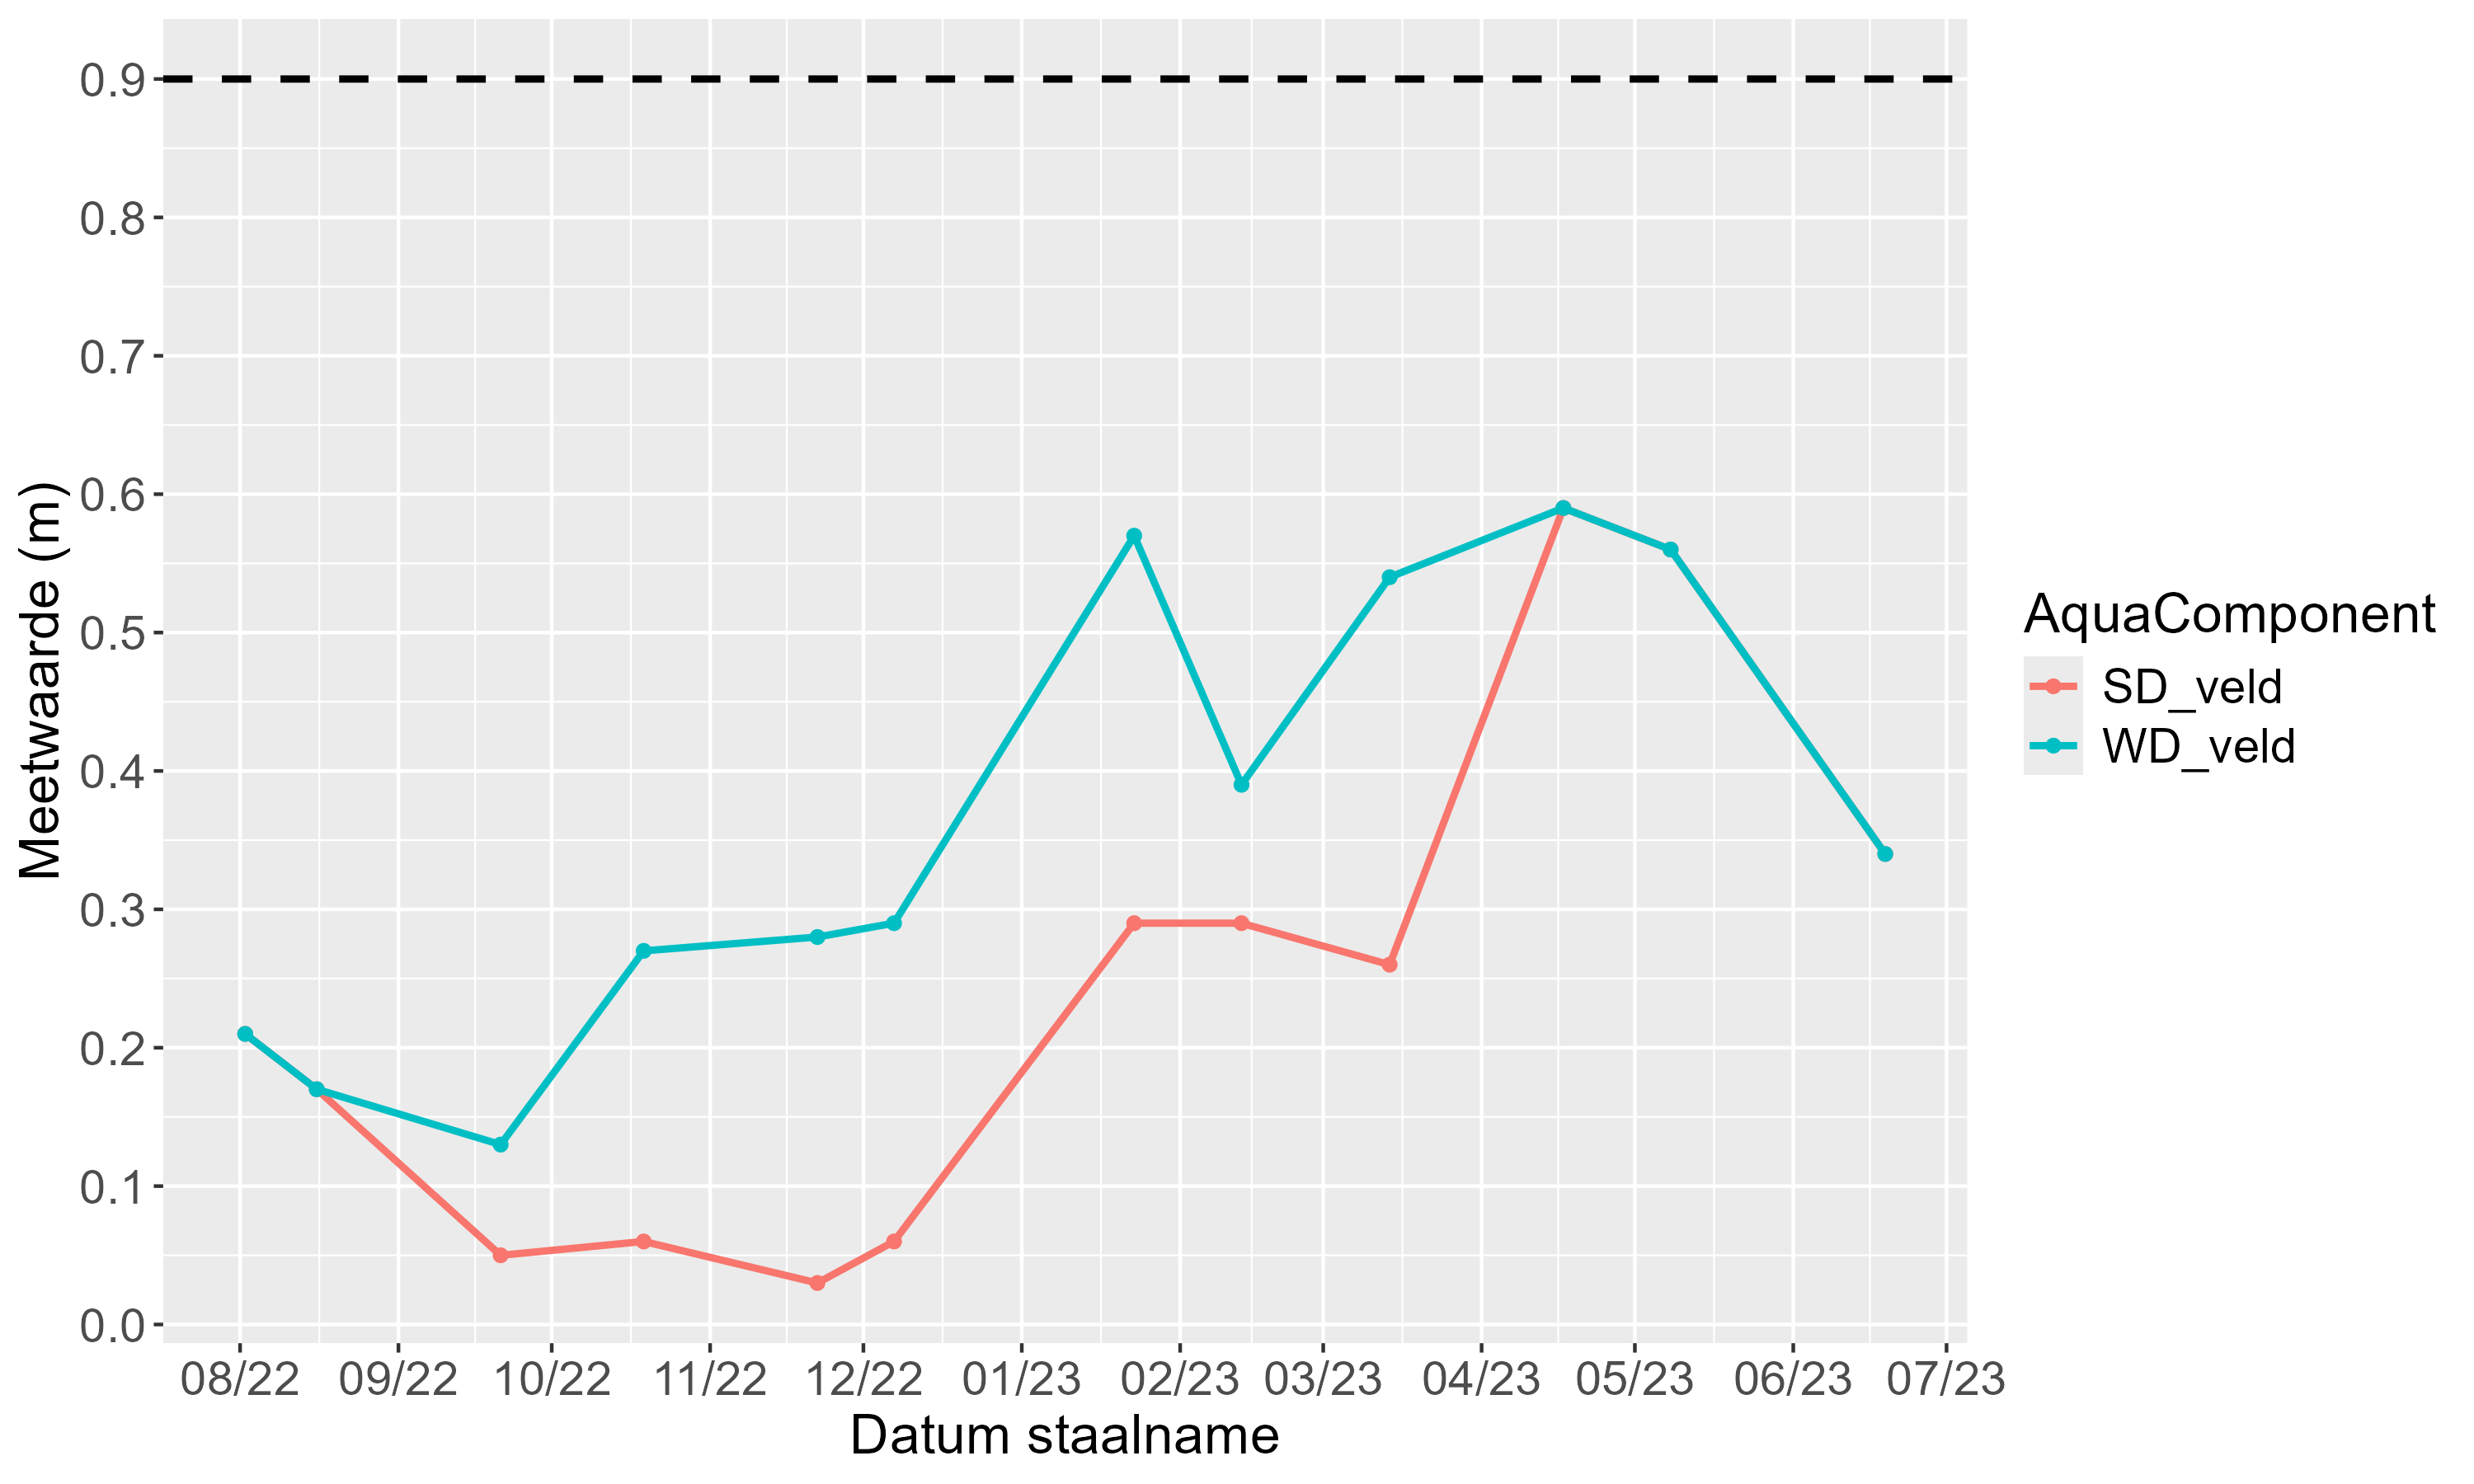 Meetwaarde (m)
0.9
0.8
0.7
0.6
0.5
0.4
0.3
0.2
0.1
0.0
08/22 09/22 10/22 11/22 12/22 01/23 02/23 03/23 04/23 05/23 06/23 07/23
Datum staalname
AquaComponent
SD_veld
WD_veld